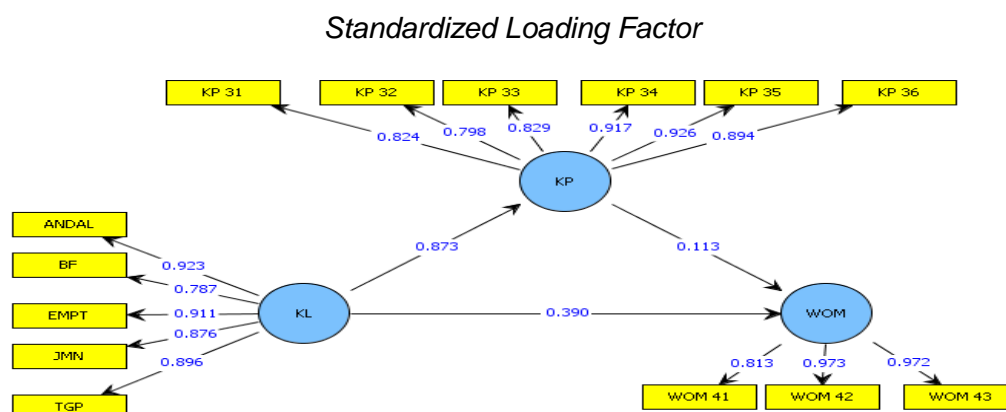 Standardized Loading Factor
KP 31 KP 32 KP 33 KP 34 KP 35 KP 36
0.824 0.798 0.829 0.917 0.926 0.894
KP
ANDAL
0.923
BF
0.787
0.873
0.113
EMPT
0.911
KL
0.390
WOM
JMN
0.876
0.896
TGP
0.813 0.973 0.972
WOM 41 WOM 42 WOM 43